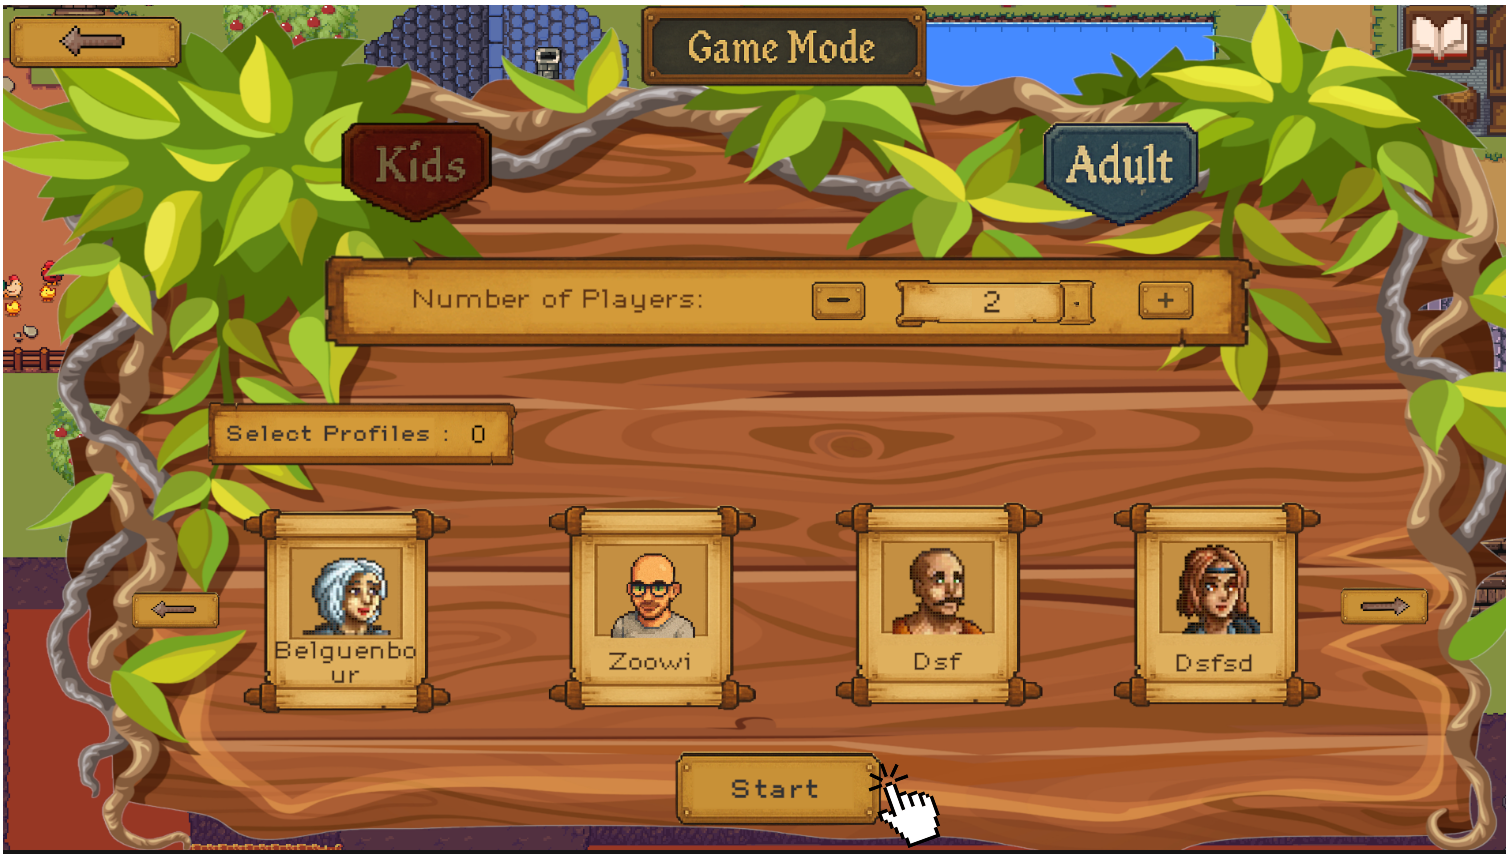 Game Mode
Kids
Adult
Number of Players:
- 2 +
Select Profiles : 0
Belguenbo
ur
Zoowi
Dsf
Dsfsd
Start